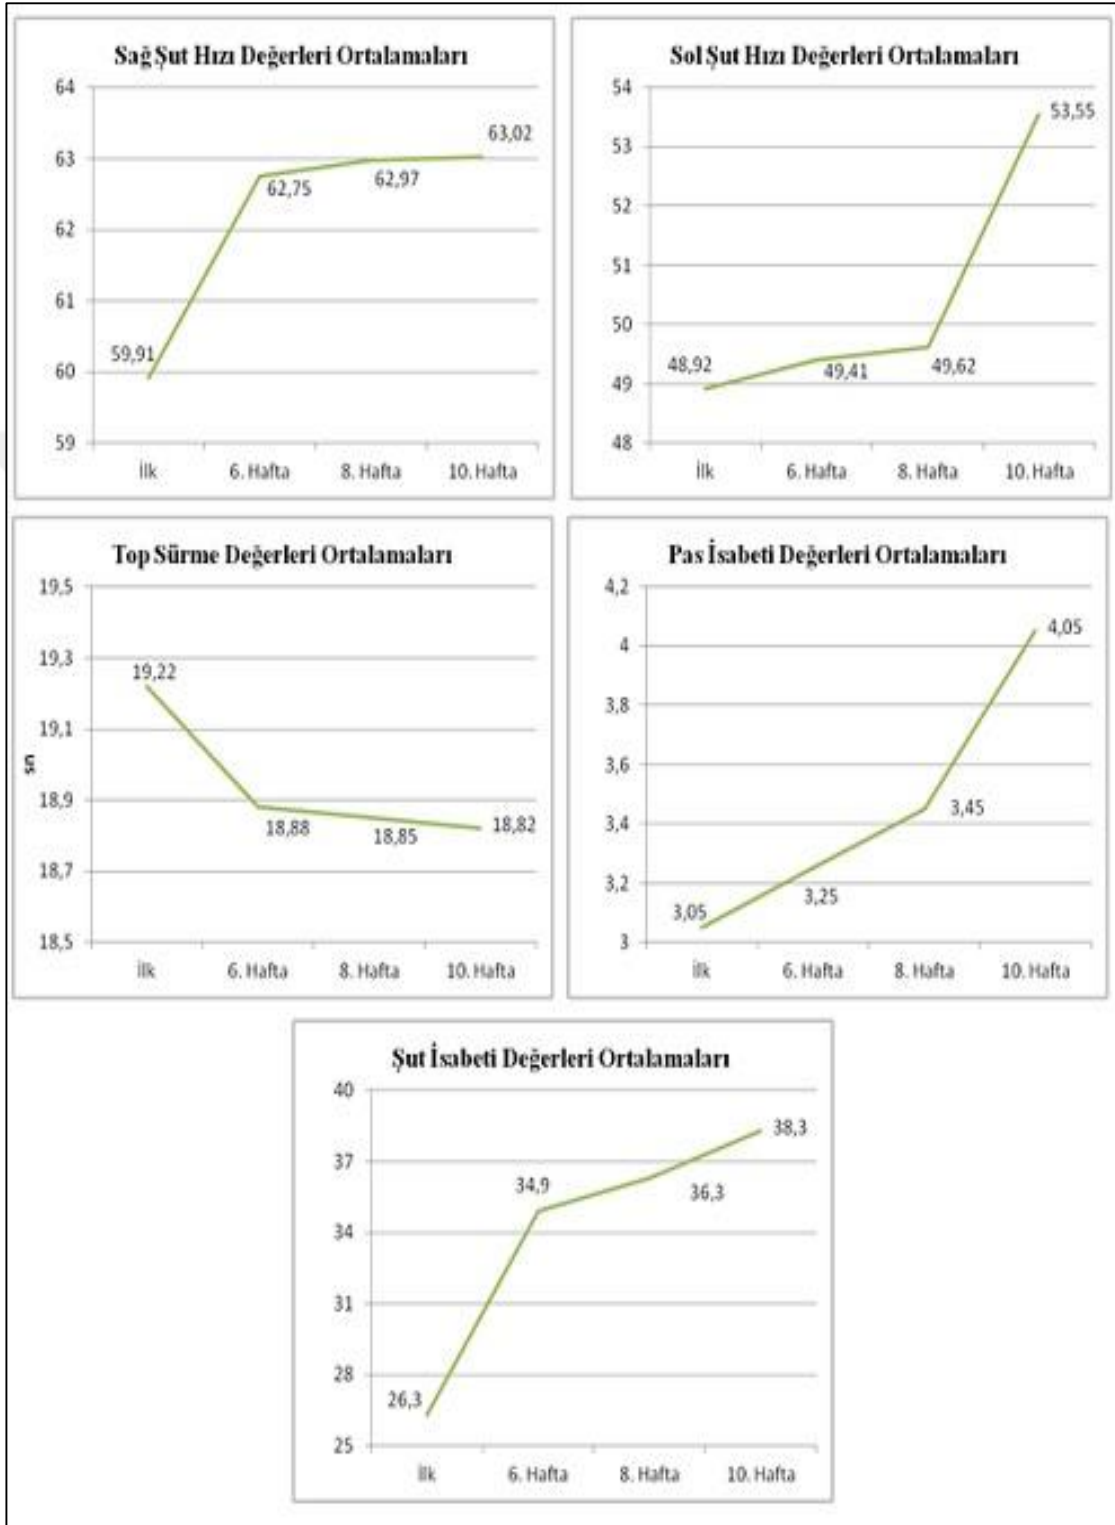 Sağ Şut Hızı Değerleri Ortalamaları
64
63
62
61
60
59
59,91
62,75
62,97
63,02
İlk
6. Hafta
8. Hafta
10. Hafta
Sol Şut Hızı Değerleri Ortalamaları
54
53
52
51
50
49
48
48,92
49,41
49,62
53,55
İlk
6. Hafta
8. Hafta
10. Hafta
Top Sürme Değerleri Ortalamaları
sn
19,5
19,3
19,1
18,9
18,7
18,5
19,22
18,88
18,85
18,82
İlk
6. Hafta
8. Hafta
10. Hafta
Pas İsabeti Değerleri Ortalamaları
4,2
4
3,8
3,6
3,4
3,2
3
3,05
3,25
3,45
4,05
İlk
6. Hafta
8. Hafta
10. Hafta
Şut İsabeti Değerleri Ortalamaları
40
37
34
31
28
25
26,3
34,9
36,3
38,3
İlk
6. Hafta
8. Hafta
10. Hafta